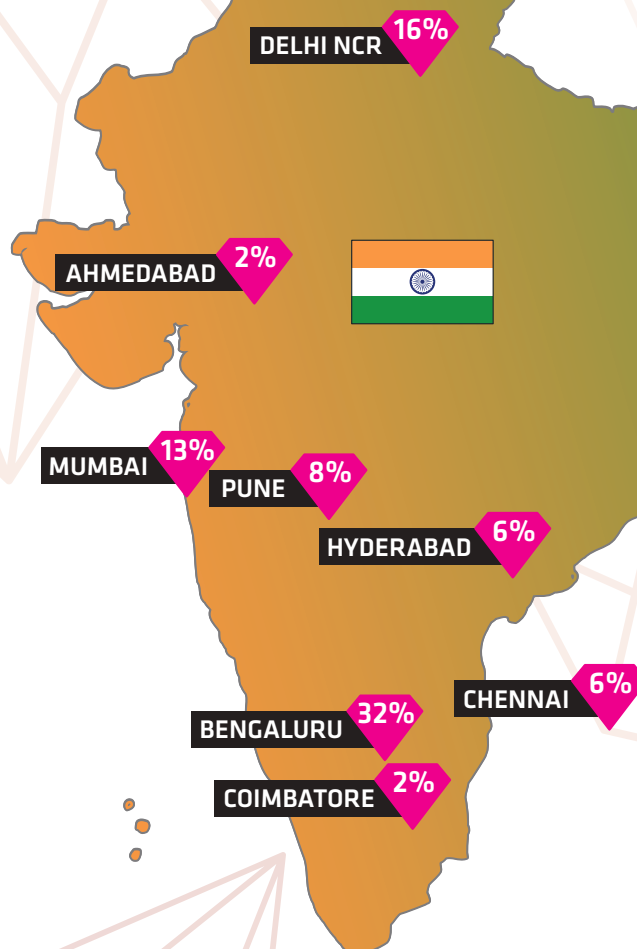 DELHI NCR 16%
AHMEDABAD 2%
MUMBAI 13%
PUNE 8%
HYDERABAD 6%
CHENNAI 6%
BENGALURU 32%
COIMBATORE 2%